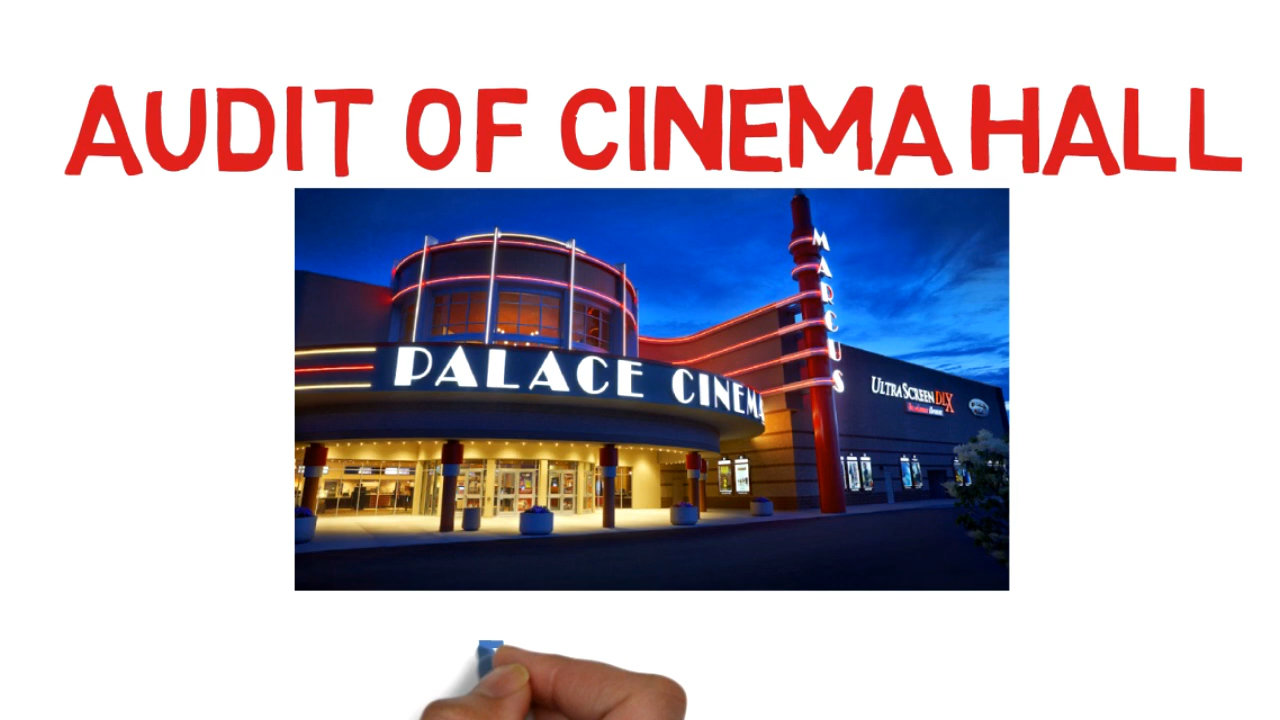 AUDIT OF CINEMA HALL
MARCUS
PALACE CINEMA
ULTRASCREEN DLX